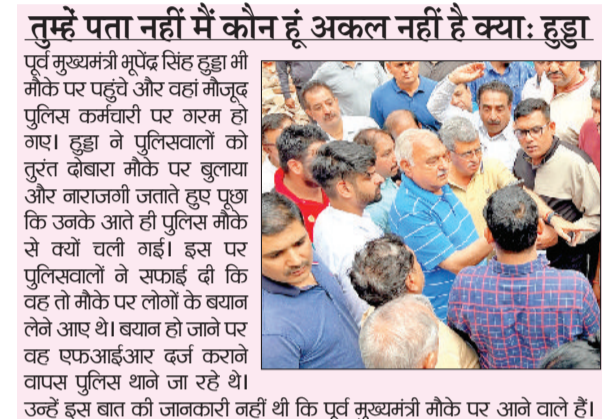 तुम्हें पता नहीं मैं कौन हूं अकल नहीं है क्या: हुड्डा
पूर्व मुख्यमंत्री भूपेंद्र सिंह हुड्डा भी
मौके पर पहुंचे और वहां मौजूद
पुलिस कर्मचारी पर गरम हो
गए। हुड्डा ने पुलिसवालों को
तुरंत दोबारा मौके पर बुलाया
और नाराजगी जताते हुए पूछा
कि उनके आते ही पुलिस मौके
से क्यों चली गई। इस पर
पुलिसवालों ने सफाई दी कि
वह तो मौके पर लोगों के बयान
लेने आए थे। बयान हो जाने पर
वह एफआईआर दर्ज कराने
वापस पुलिस थाने जा रहे थे।
उन्हें इस बात की जानकारी नहीं थी कि पूर्व मुख्यमंत्री मौके पर आने वाले हैं।